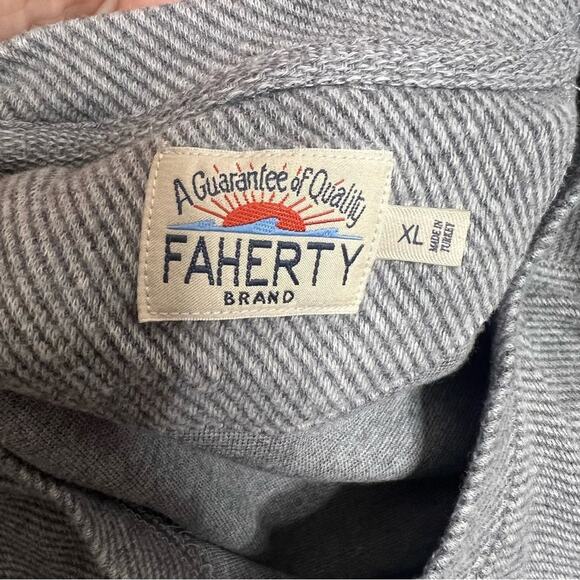 A Guarantee of Quality
FAHERTY
BRAND
XL
MADE IN
TURKEY